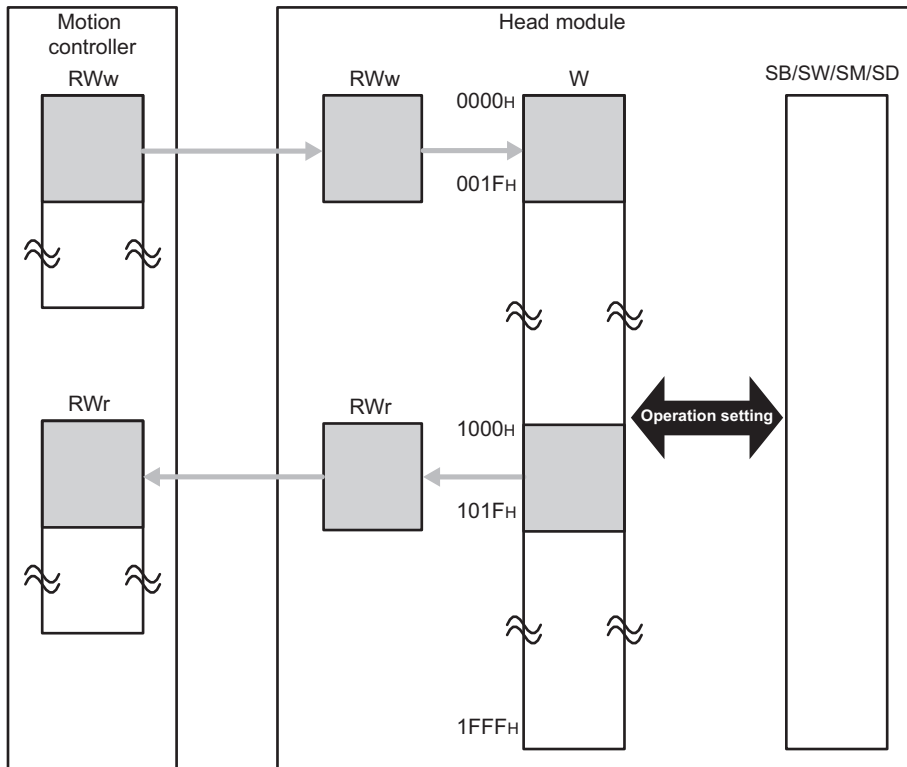 Motion
controller
Head module
RWw
RWw
W
SB/SW/SM/SD
0000H
001FH
RWr
RWr
1000H
Operation setting
101FH
1FFFH